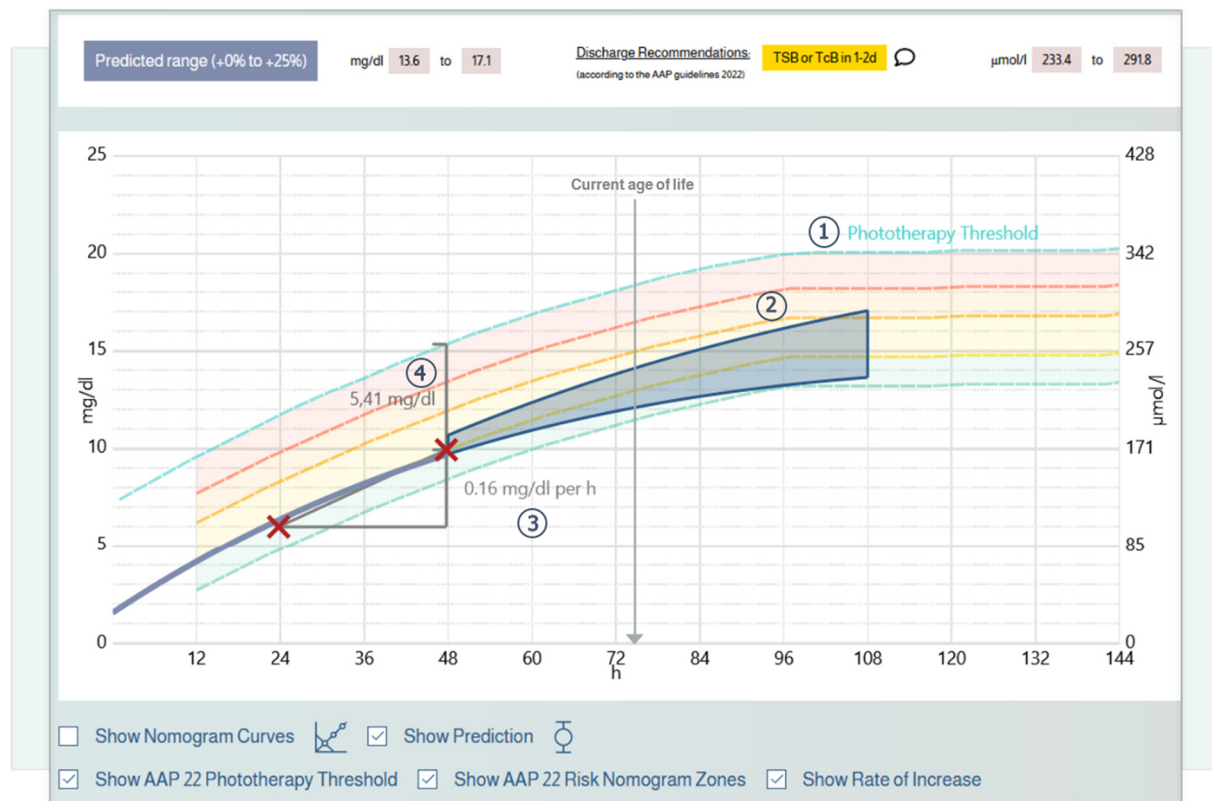 Predicted range (+0% to +25%) mg/dl 13.6 to 17.1 Discharge Recommendations: TSB or TcB in 1-2d µmol/l 233.4 to 291.8
(according to the AAP guidelines 2022)
25 428
Current age of life
1 Phototherapy Threshold
20 342
2
15 257
4
5,41 mg/dl
mg/dl µmol/l
10 171
0.16 mg/dl per h
3
5 85
0 0
12 24 36 48 60 72 84 96 108 120 132 144
h
Show Nomogram Curves Show Prediction
Show AAP 22 Phototherapy Threshold Show AAP 22 Risk Nomogram Zones Show Rate of Increase